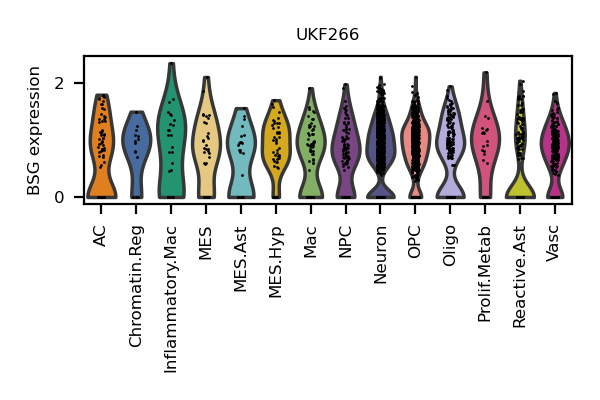 UKF266
BSG expression
2
0
AC
Chromatin.Reg
Inflammatory.Mac
MES
MES.Ast
MES.Hyp
Mac
NPC
Neuron
OPC
Oligo
Prolif.Metab
Reactive.Ast
Vasc